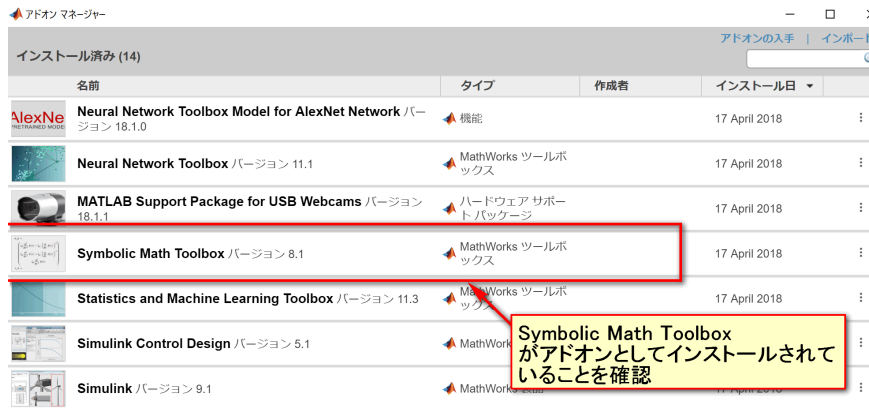 アドオン マネージャー
アドオンの入手 | インポート
インストール済み (14)
名前 タイプ 作成者 インストール日
AlexNe
PRETRAINED MODE
Neural Network Toolbox Model for AlexNet Network バー
ジョン 18.1.0
機能
17 April 2018
Neural Network Toolbox バージョン 11.1
MathWorks ツールボ
ックス
17 April 2018
MATLAB Support Package for USB Webcams バージョン
18.1.1
ハードウェア サポー
ト パッケージ
17 April 2018
Symbolic Math Toolbox バージョン 8.1
MathWorks ツールボ
ックス
17 April 2018
Statistics and Machine Learning Toolbox バージョン 11.3
MathWorks ツールボ
ックス
17 April 2018
Simulink Control Design バージョン 5.1
MathWork
Simulink バージョン 9.1
MathWorks 製品
17 April 2018
Symbolic Math Toolbox
がアドオンとしてインストールされて
いることを確認